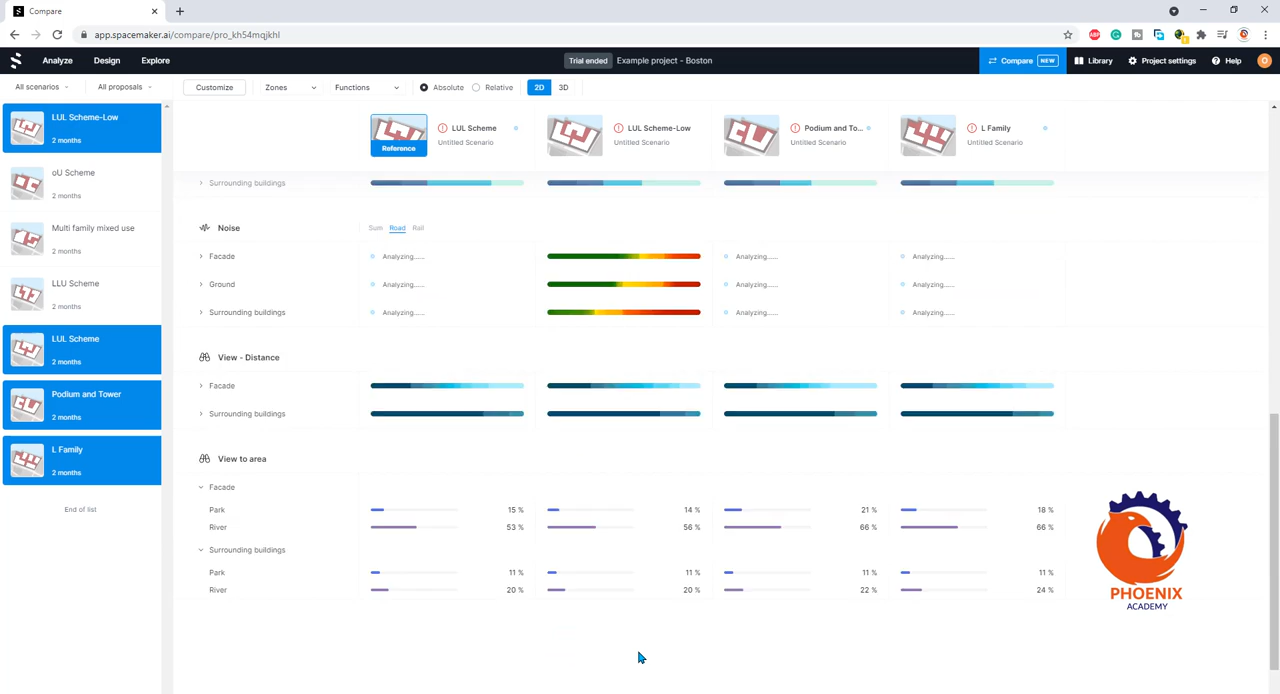 Compare
app.spacemaker.ai/compare/pro_kh54mqjkhl
Analyze Design Explore Trial ended Example project - Boston Compare NEW Library Project settings Help
All scenarios All proposals Customize Zones Functions Absolute Relative 2D 3D
LUL Scheme-Low
2 months
oU Scheme
2 months
Multi family mixed use
2 months
LLU Scheme
2 months
LUL Scheme
2 months
Podium and Tower
2 months
L Family
2 months
End of list
Reference
LUL Scheme
Untitled Scenario
LUL Scheme-Low
Untitled Scenario
Podium and To...
Untitled Scenario
L Family
Untitled Scenario
Surrounding buildings
Noise Sum Road Rail
Facade Analyzing...... Analyzing...... Analyzing......
Ground Analyzing...... Analyzing...... Analyzing......
Surrounding buildings Analyzing...... Analyzing...... Analyzing......
View - Distance
Facade
Surrounding buildings
View to area
Facade
Park 15 % 14 % 21 % 18 %
River 53 % 56 % 66 % 66 %
Surrounding buildings
Park 11 % 11 % 11 % 11 %
River 20 % 20 % 22 % 24 %
PHOENIX
ACADEMY